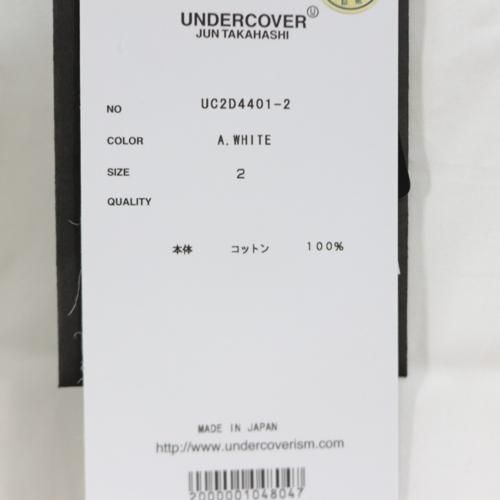 UNDERCOVER
JUN TAKAHASHI
NO UC2D4401-2
COLOR A.WHITE
SIZE 2
QUALITY
本体 コットン 100%
MADE IN JAPAN
http://www.undercoverism.com
2000001048047